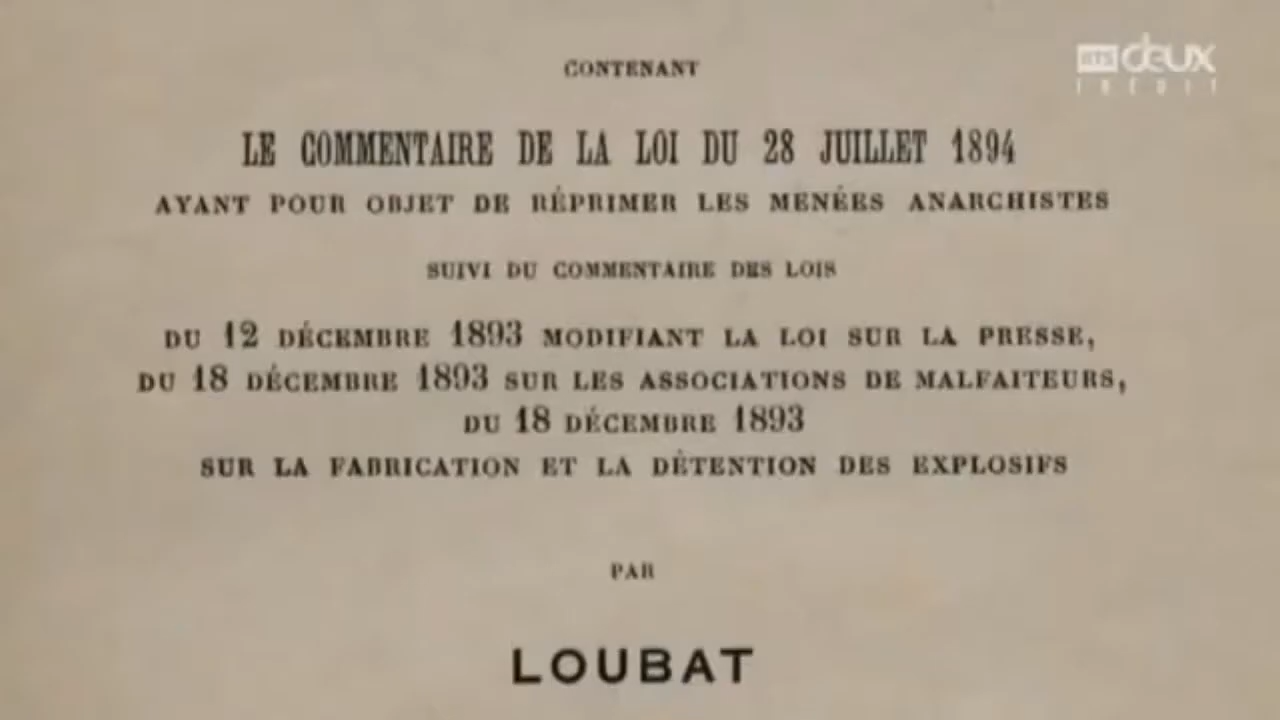 RTS deux
INÉDIT
CONTENANT
LE COMMENTAIRE DE LA LOI DU 28 JUILLET 1894
AYANT POUR OBJET DE RÉPRIMER LES MENÉES ANARCHISTES
SUIVI DU COMMENTAIRE DES LOIS
DU 12 DÉCEMBRE 1893 MODIFIANT LA LOI SUR LA PRESSE,
DU 18 DÉCEMBRE 1893 SUR LES ASSOCIATIONS DE MALFAITEURS,
DU 18 DÉCEMBRE 1893
SUR LA FABRICATION ET LA DÉTENTION DES EXPLOSIFS
PAR
LOUBAT